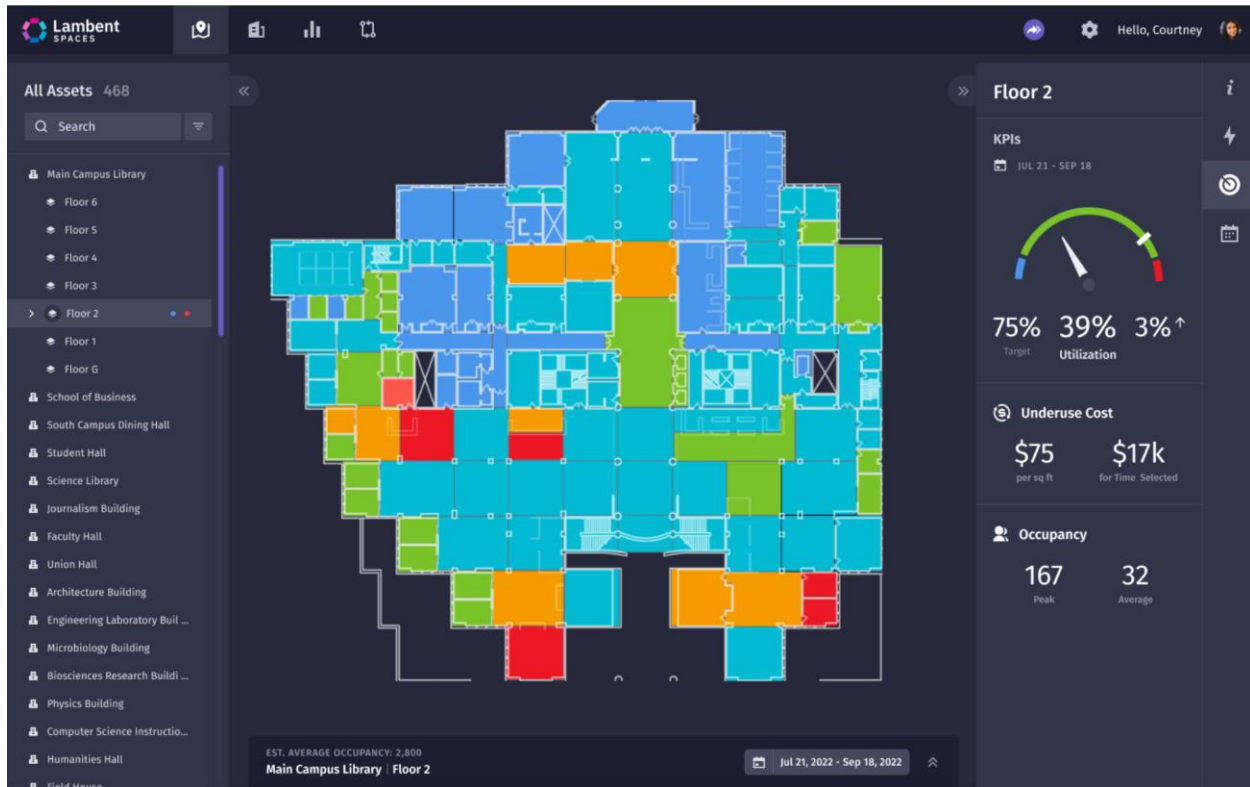 Lambent
SPACES
Hello, Courtney
All Assets 468
Search
Main Campus Library
Floor 6
Floor 5
Floor 4
Floor 3
Floor 2
Floor 1
Floor G
School of Business
South Campus Dining Hall
Student Hall
Science Library
Journalism Building
Faculty Hall
Union Hall
Architecture Building
Engineering Laboratory Buil ...
Microbiology Building
Biosciences Research Buildi ...
Physics Building
Computer Science Instructio...
Humanities Hall
Field House
EST. AVERAGE OCCUPANCY: 2,800
Main Campus Library | Floor 2
Jul 21, 2022 - Sep 18, 2022
Floor 2
KPIs
JUL 21 - SEP 18
75% 39% 3%↑
Target Utilization
Underuse Cost
$75 $17k
per sq ft for Time Selected
Occupancy
167 32
Peak Average
i